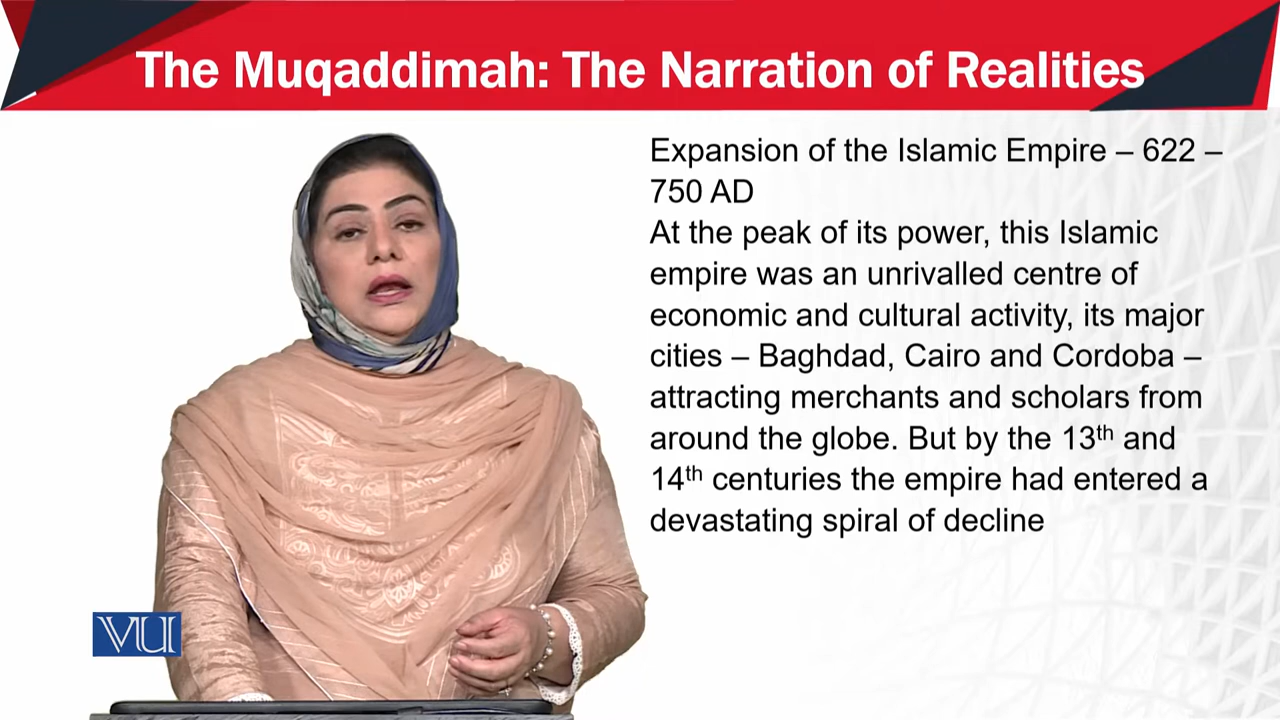 The Muqaddimah: The Narration of Realities
Expansion of the Islamic Empire – 622 –
750 AD
At the peak of its power, this Islamic
empire was an unrivalled centre of
economic and cultural activity, its major
cities – Baghdad, Cairo and Cordoba –
attracting merchants and scholars from
around the globe. But by the 13th and
14th centuries the empire had entered a
devastating spiral of decline
VU